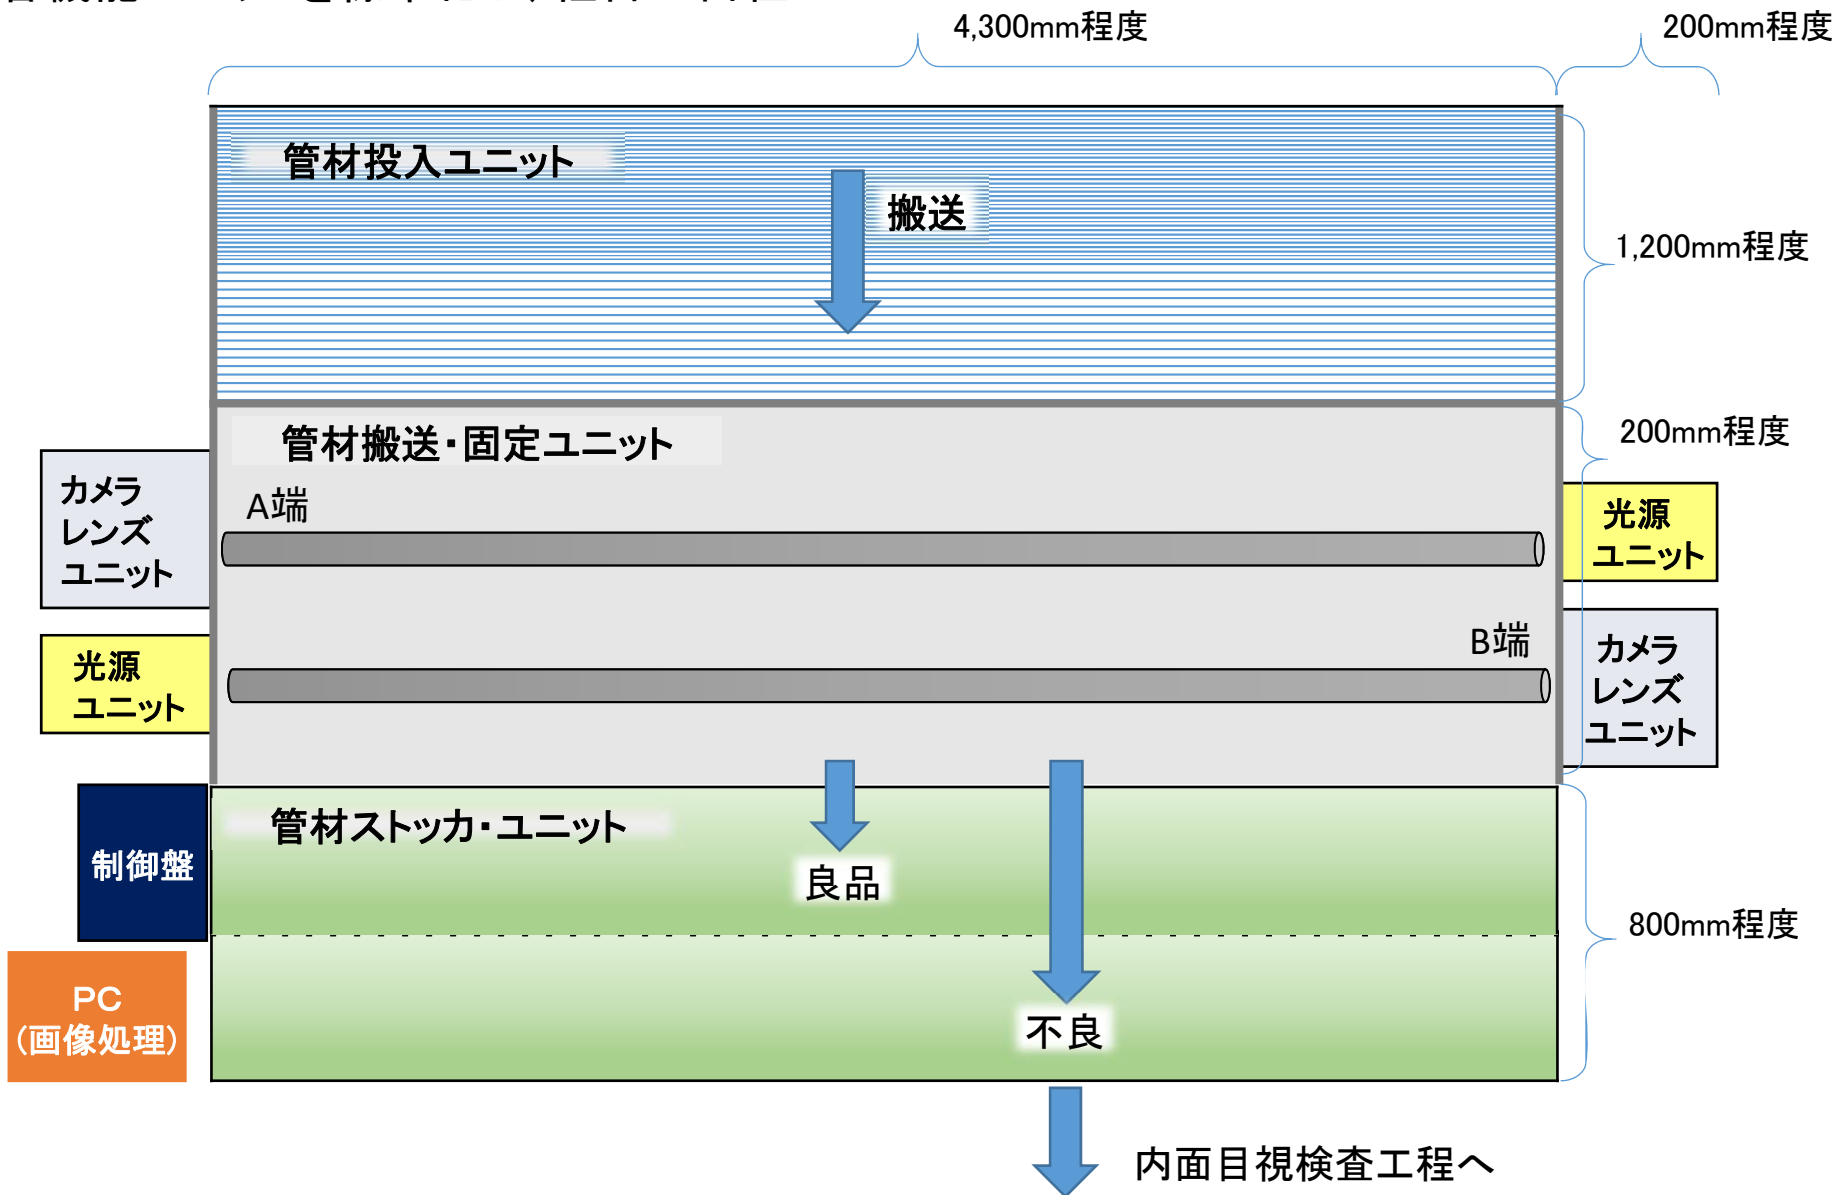 4,300mm程度
200mm程度
管材投入ユニット
搬送
1,200mm程度
管材搬送・固定ユニット
200mm程度
カメラ
レンズ
ユニット
A端
光源
ユニット
B端
光源
ユニット
カメラ
レンズ
ユニット
管材ストッカ・ユニット
制御盤
良品
800mm程度
PC
(画像処理)
不良
内面目視検査工程へ